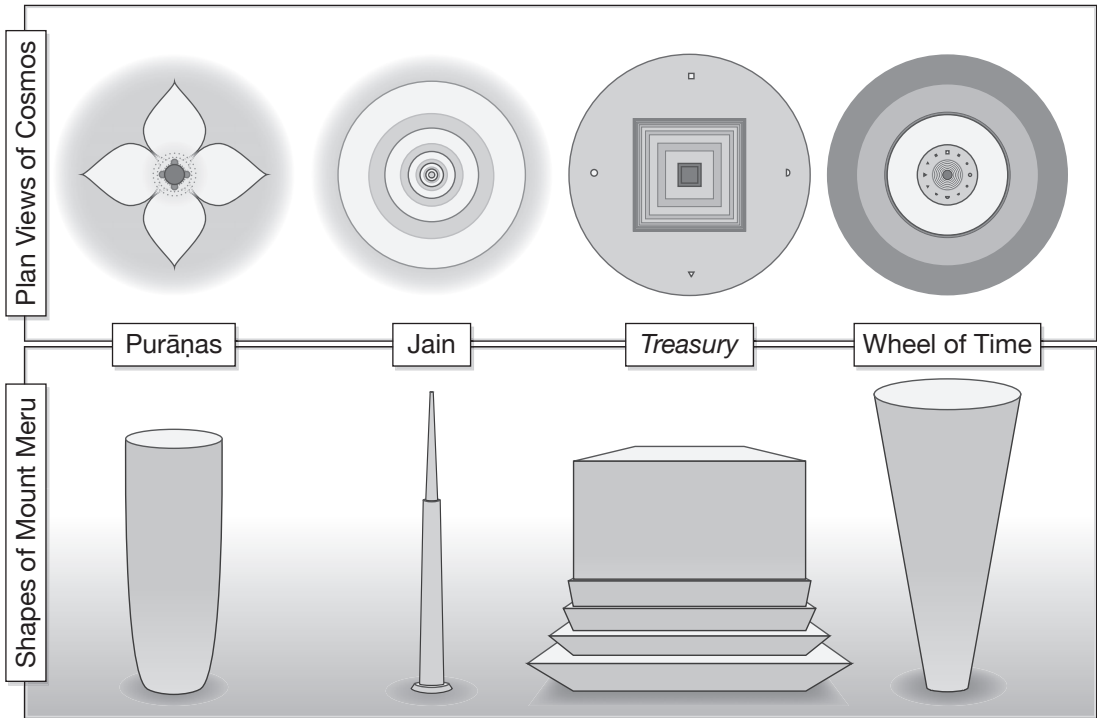 Plan Views of Cosmos
Purāṇas
Jain
Treasury
Wheel of Time
Shapes of Mount Meru